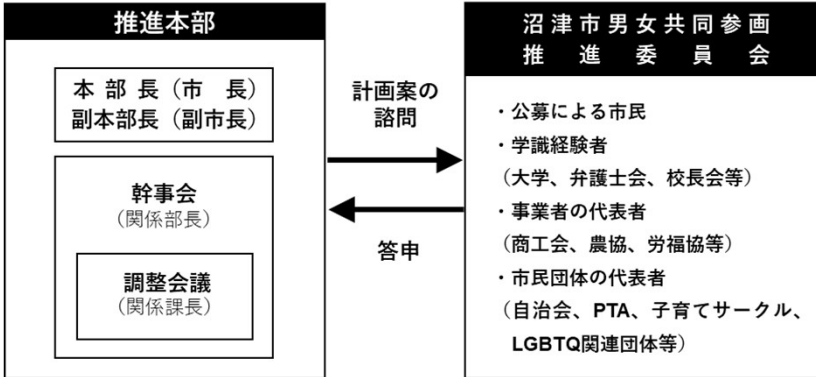 推進本部
本部長（市　長）
副本部長（副市長）
幹事会
（関係部長）
調整会議
（関係課長）
計画案の
諮問
答申
沼津市男女共同参画
推進委員会
・公募による市民
・学識経験者
（大学、弁護士会、校長会等）
・事業者の代表者
（商工会、農協、労福協等）
・市民団体の代表者
（自治会、PTA、子育てサークル、
LGBTQ関連団体等）